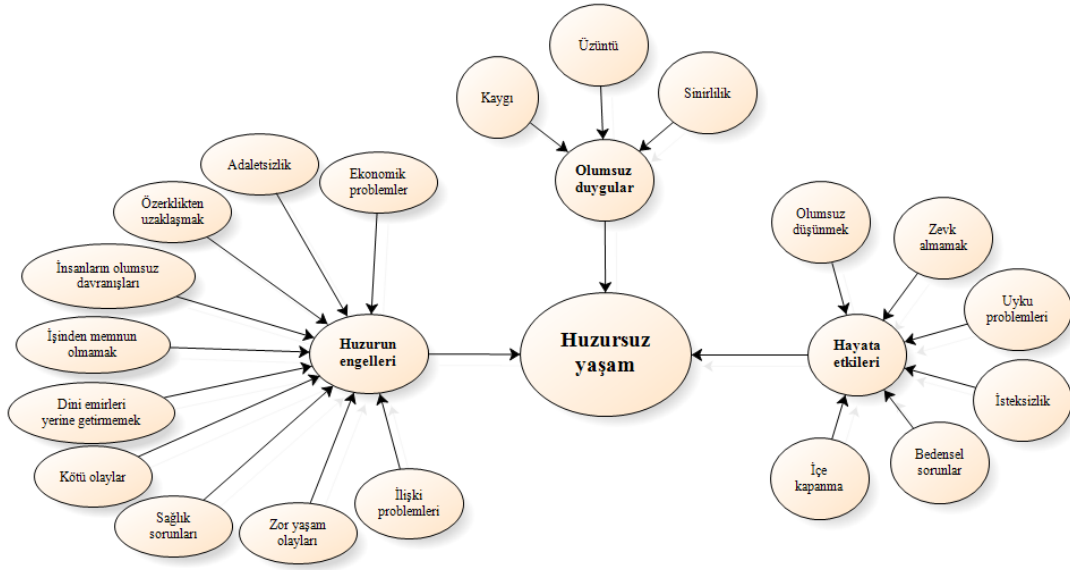 Üzüntü
Kaygı
Sinirlilik
Olumsuz
duygular
Adaletsizlik
Ekonomik
problemler
Özerklikten
uzaklaşmak
İnsanların olumsuz
davranışları
İşinden memnun
olmamak
Dini emirleri
yerine getirmemek
Kötü olaylar
Sağlık
sorunları
Zor yaşam
olayları
İlişki
problemleri
Huzurun
engelleri
Huzursuz
yaşam
Hayata
etkileri
Olumsuz
düşünmek
Zevk
almamak
Uyku
problemleri
İsteksizlik
Bedensel
sorunlar
İçe
kapanma